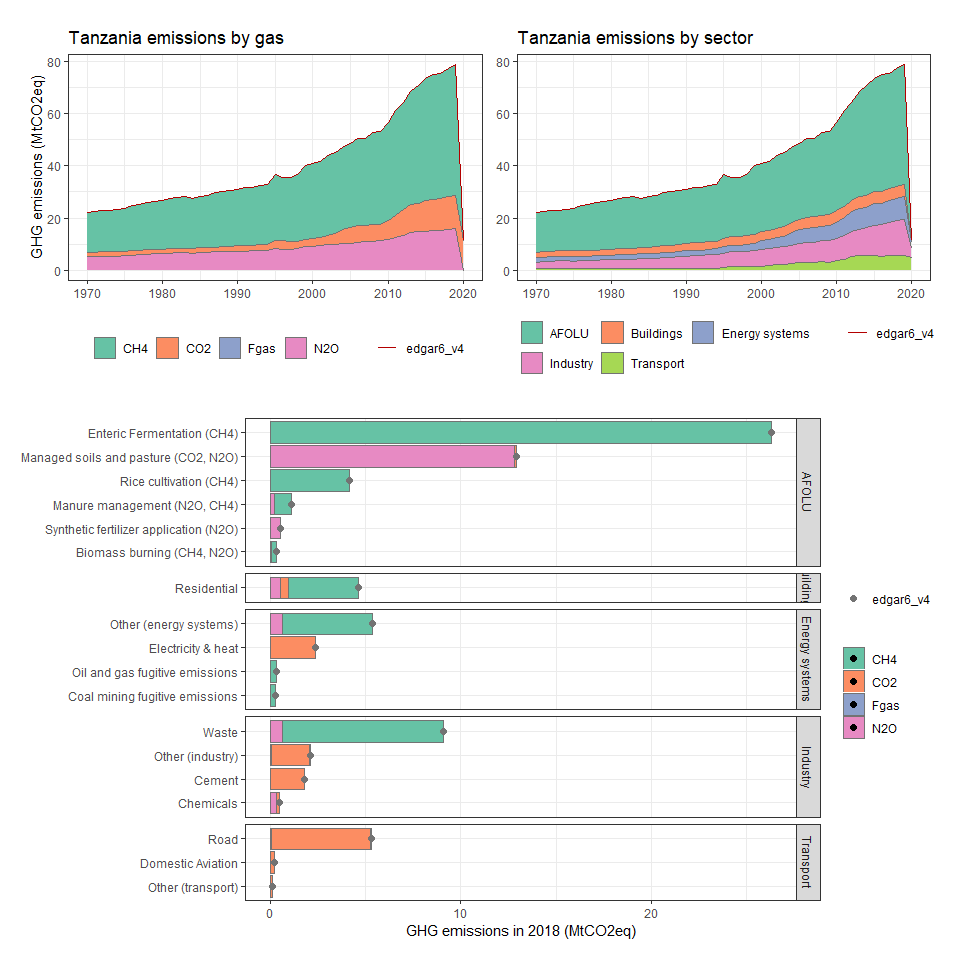 Tanzania emissions by gas
GHG emissions (MtCO2eq)
80
60
40
20
0
1970 1980 1990 2000 2010 2020
CH4 CO2 Fgas N2O edgar6_v4
Tanzania emissions by sector
80
60
40
20
0
1970 1980 1990 2000 2010 2020
AFOLU Buildings Energy systems edgar6_v4
Industry Transport
Enteric Fermentation (CH4)
Managed soils and pasture (CO2, N2O)
Rice cultivation (CH4)
Manure management (N2O, CH4)
Synthetic fertilizer application (N2O)
Biomass burning (CH4, N2O)
AFOLU
Residential
uilding
Other (energy systems)
Electricity & heat
Oil and gas fugitive emissions
Coal mining fugitive emissions
Energy systems
Waste
Other (industry)
Cement
Chemicals
Industry
Road
Domestic Aviation
Other (transport)
Transport
0 10 20
GHG emissions in 2018 (MtCO2eq)
edgar6_v4
CH4
CO2
Fgas
N2O